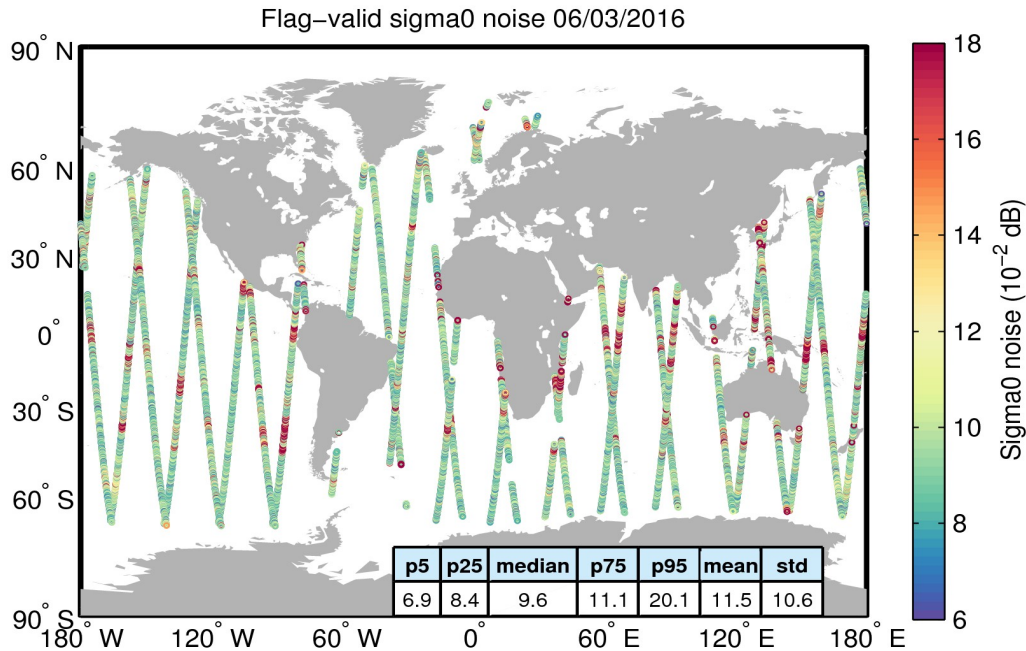 Flag−valid sigma0 noise 06/03/2016
90° N
60° N
30° N
0°
30° S
60° S
90° S
180° W
120° W
60° W
0°
60° E
120° E
180° E
p5 p25 median p75 p95 mean std
6.9 8.4 9.6 11.1 20.1 11.5 10.6
18
16
14
12
10
8
6
Sigma0 noise (10⁻² dB)